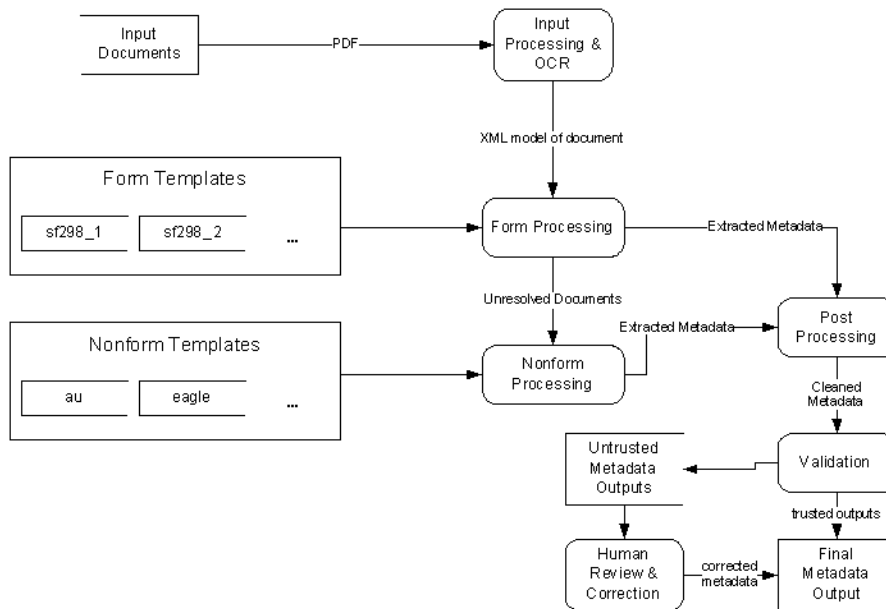 Input
Documents
PDF
Input
Processing &
OCR
XML model of document
Form Templates
sf298_1
sf298_2
...
Form Processing
Extracted Metadata
Unresolved Documents
Nonform Templates
au
eagle
...
Nonform
Processing
Extracted Metadata
Post
Processing
Cleaned
Metadata
Untrusted
Metadata
Outputs
Validation
trusted outputs
Human
Review &
Correction
corrected
metadata
Final
Metadata
Output